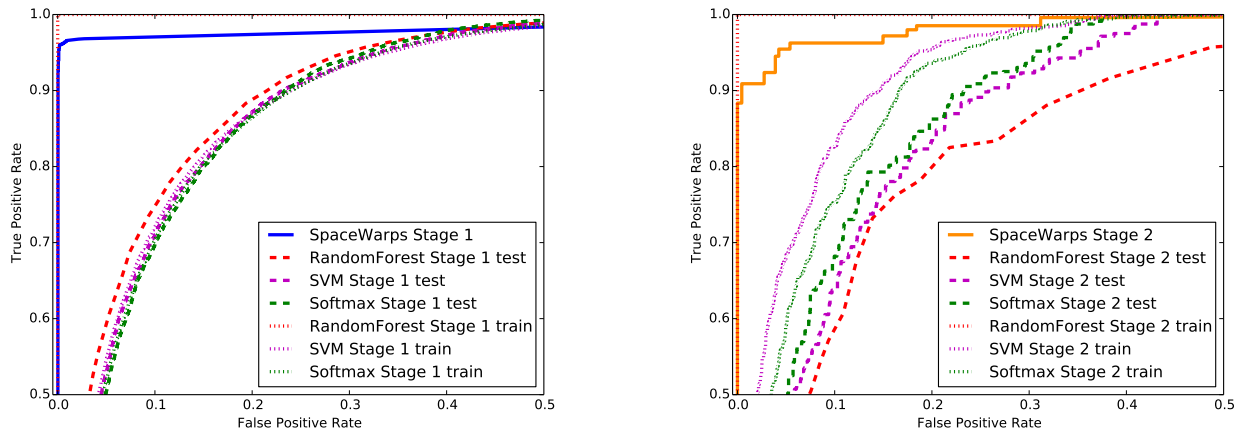 1.0
0.9
0.8
0.7
0.6
0.5
True Positive Rate
0.0 0.1 0.2 0.3 0.4 0.5
False Positive Rate
SpaceWarps Stage 1
RandomForest Stage 1 test
SVM Stage 1 test
Softmax Stage 1 test
RandomForest Stage 1 train
SVM Stage 1 train
Softmax Stage 1 train
1.0
0.9
0.8
0.7
0.6
0.5
True Positive Rate
0.0 0.1 0.2 0.3 0.4 0.5
False Positive Rate
SpaceWarps Stage 2
RandomForest Stage 2 test
SVM Stage 2 test
Softmax Stage 2 test
RandomForest Stage 2 train
SVM Stage 2 train
Softmax Stage 2 train